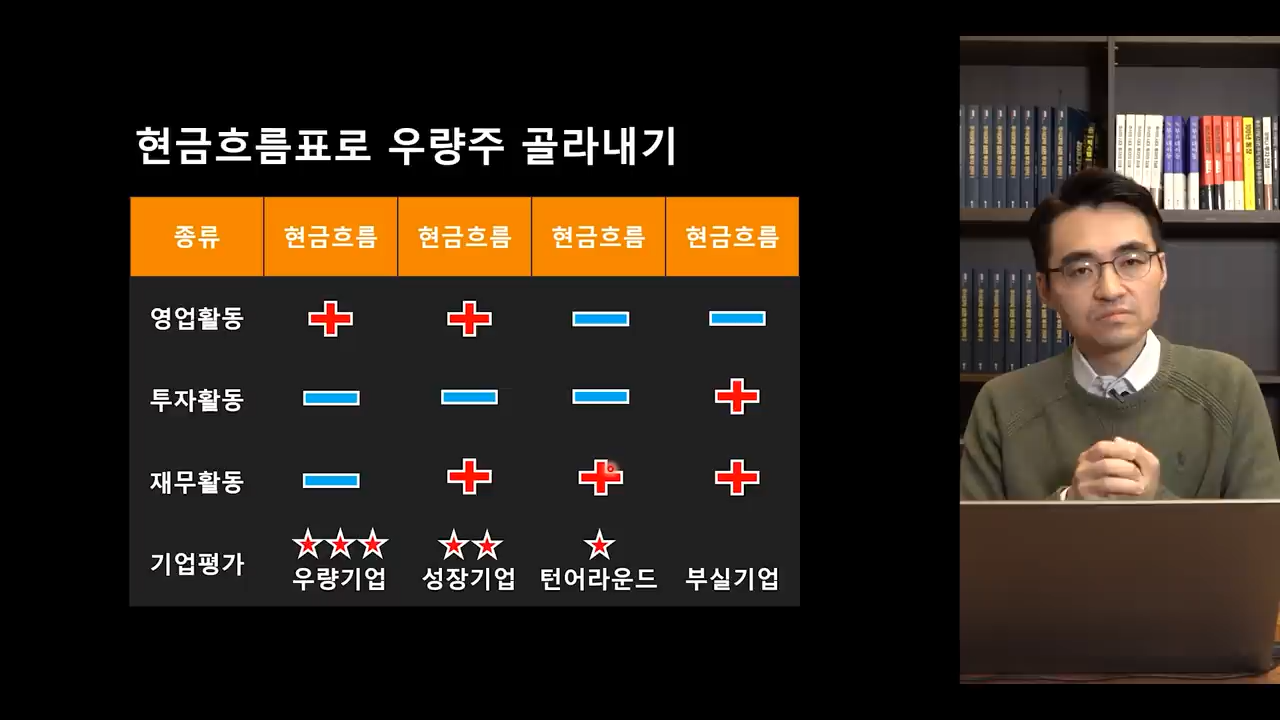 현금흐름표로 우량주 골라내기
종류 현금흐름 현금흐름 현금흐름 현금흐름
영업활동
투자활동
재무활동
기업평가 우량기업 성장기업 턴어라운드 부실기업